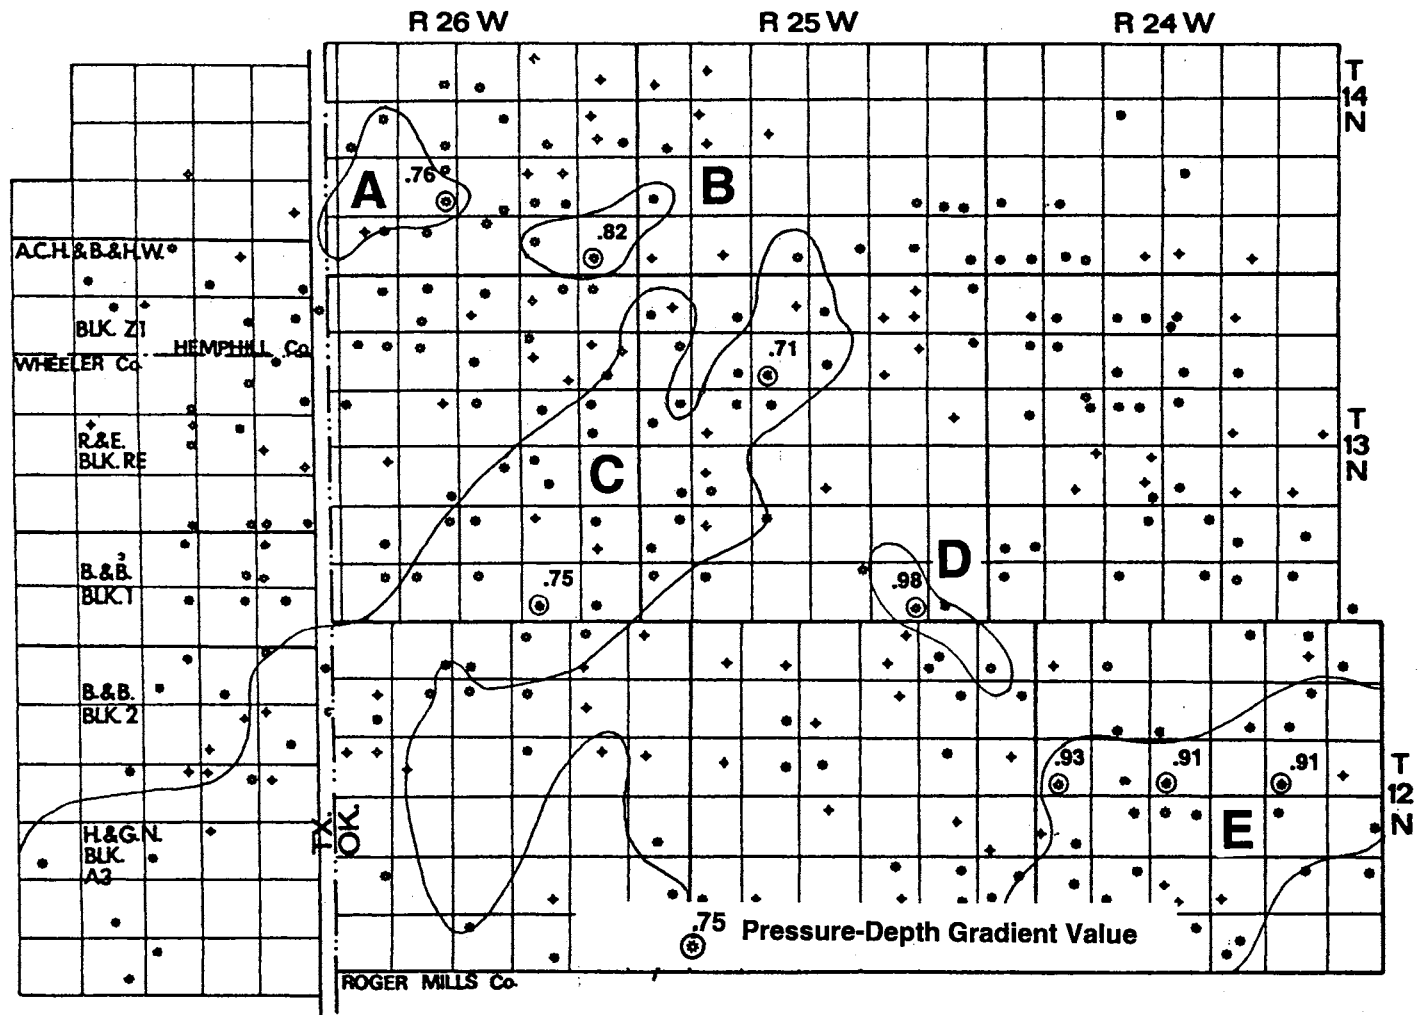 R 26 W
R 25 W
R 24 W
T
14
N
A
.76
B
.82
A.C.H. & B. & H.W.
BLK. Z1
HEMPHILL Co.
WHEELER Co.
.71
R. & E.
BLK. RE
T
13
N
C
D
3
B. & B.
BLK. 1
.75
.98
B. & B.
BLK. 2
.93
.91
.91
T
12
N
TX.
OK.
E
H. & G.N.
BLK.
A3
.75
Pressure-Depth Gradient Value
ROGER MILLS Co.